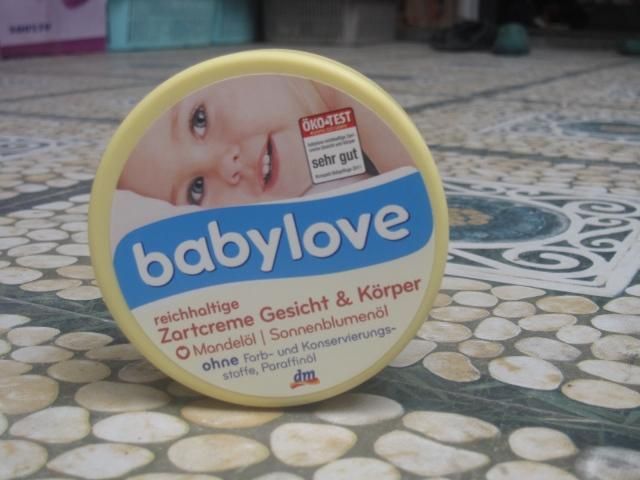 ÖKO-TEST
sehr gut
babylove
reichhaltige
Zartcreme Gesicht & Körper
Mandelöl | Sonnenblumenöl
ohne Farb- und Konservierungs-
stoffe, Paraffinöl
dm